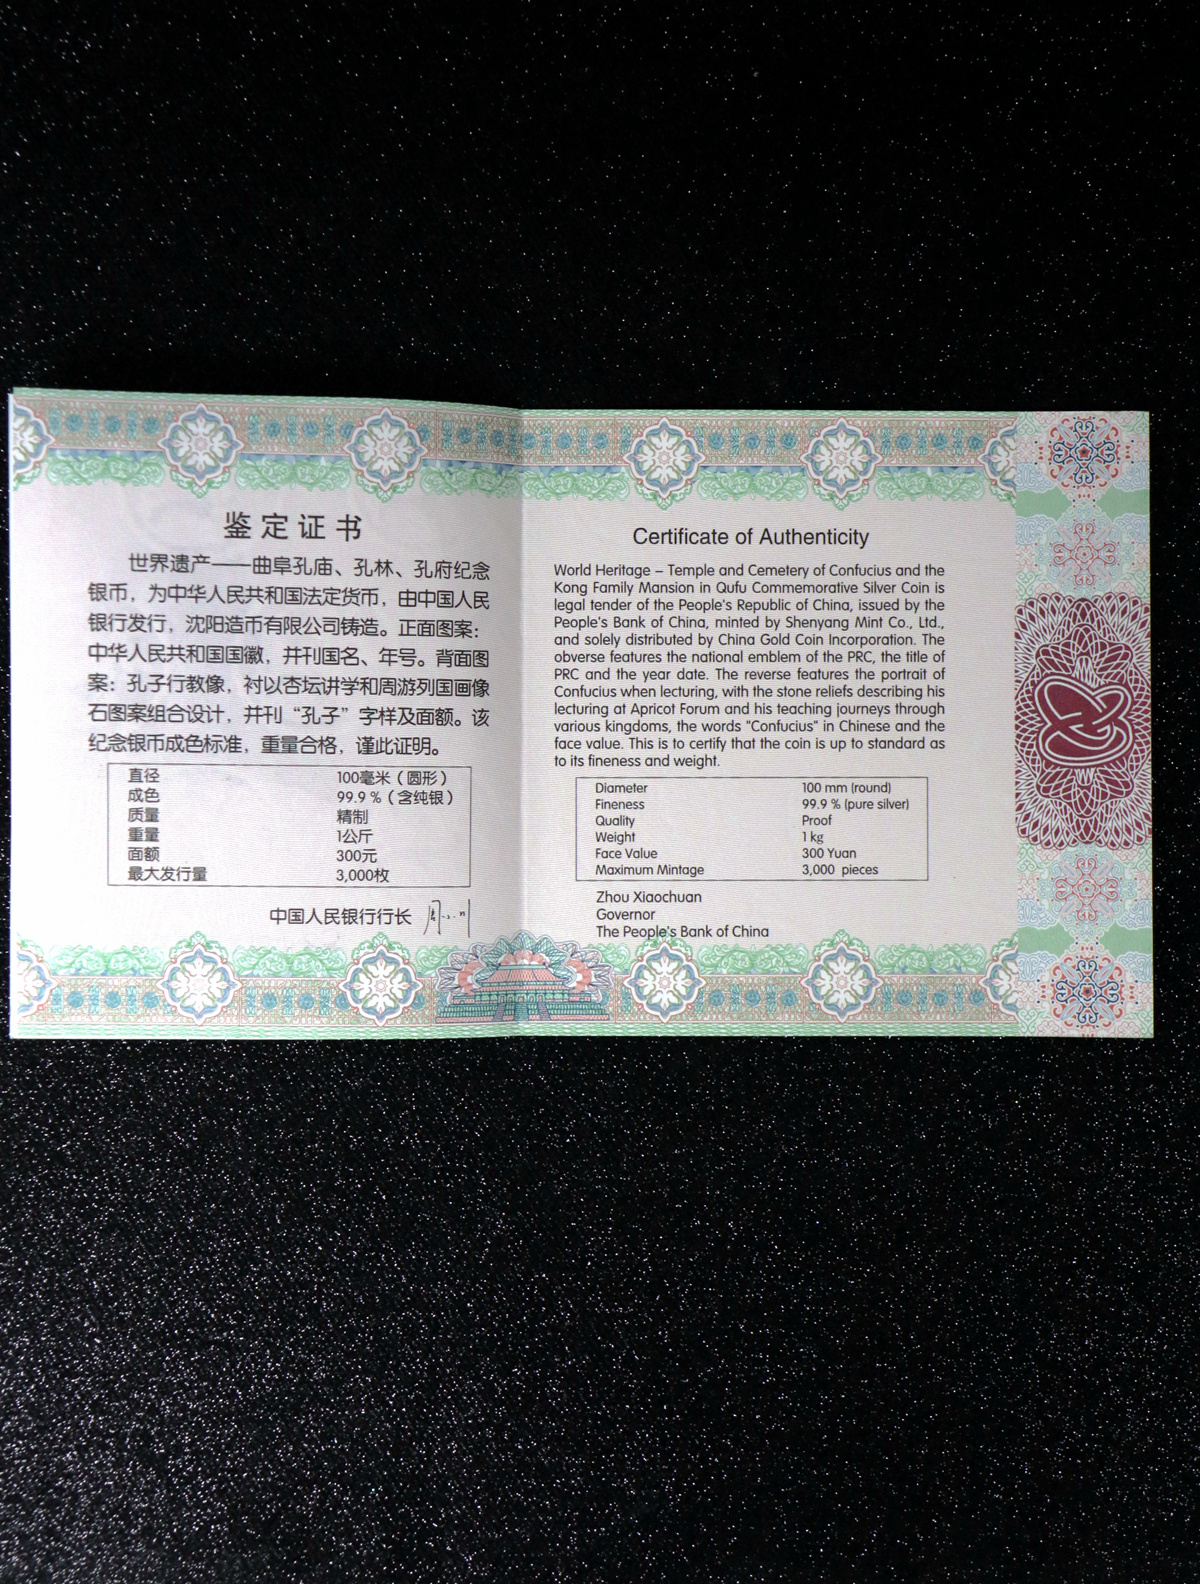 鉴定证书
世界遗产——曲阜孔庙、孔林、孔府纪念
银币，为中华人民共和国法定货币，由中国人民
银行发行，沈阳造币有限公司铸造。正面图案：
中华人民共和国国徽，并刊国名、年号。背面图
案：孔子行教像，衬以杏坛讲学和周游列国画像
石图案组合设计，并刊“孔子”字样及面额。该
纪念银币成色标准，重量合格，谨此证明。
直径 100毫米（圆形）
成色 99.9 %（含纯银）
质量 精制
重量 1公斤
面额 300元
最大发行量 3,000枚
中国人民银行行长
Certificate of Authenticity
World Heritage – Temple and Cemetery of Confucius and the
Kong Family Mansion in Qufu Commemorative Silver Coin is
legal tender of the People's Republic of China, issued by the
People's Bank of China, minted by Shenyang Mint Co., Ltd.,
and solely distributed by China Gold Coin Incorporation. The
obverse features the national emblem of the PRC, the title of
PRC and the year date. The reverse features the portrait of
Confucius when lecturing, with the stone reliefs describing his
lecturing at Apricot Forum and his teaching journeys through
various kingdoms, the words "Confucius" in Chinese and the
face value. This is to certify that the coin is up to standard as
to its fineness and weight.
Diameter 100 mm (round)
Fineness 99.9 % (pure silver)
Quality Proof
Weight 1 kg
Face Value 300 Yuan
Maximum Mintage 3,000 pieces
Zhou Xiaochuan
Governor
The People's Bank of China